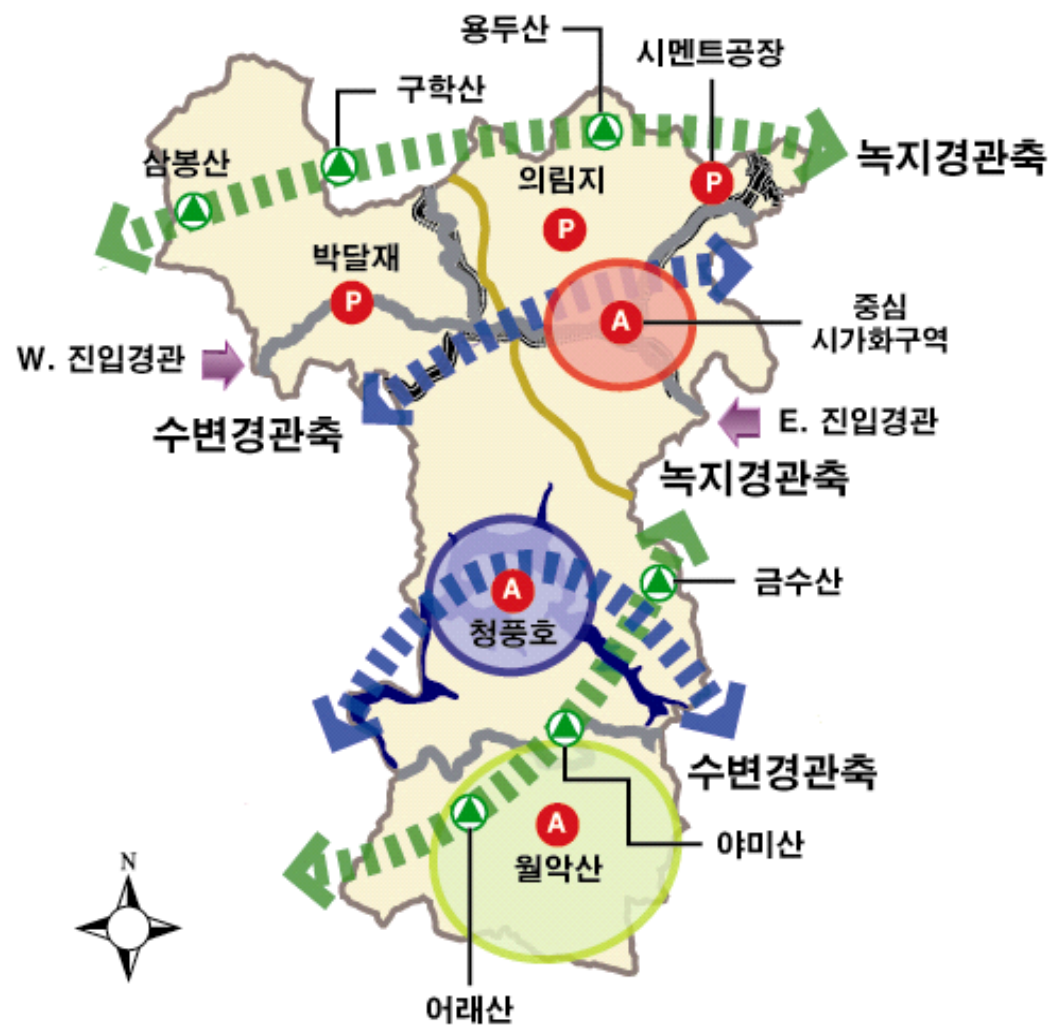 용두산
시멘트공장
구학산
삼봉산
녹지경관축
의림지
P
P
박달재
P
중심
시가화구역
A
W. 진입경관
수변경관축
E. 진입경관
녹지경관축
금수산
A
청풍호
수변경관축
A
월악산
야미산
N
어래산